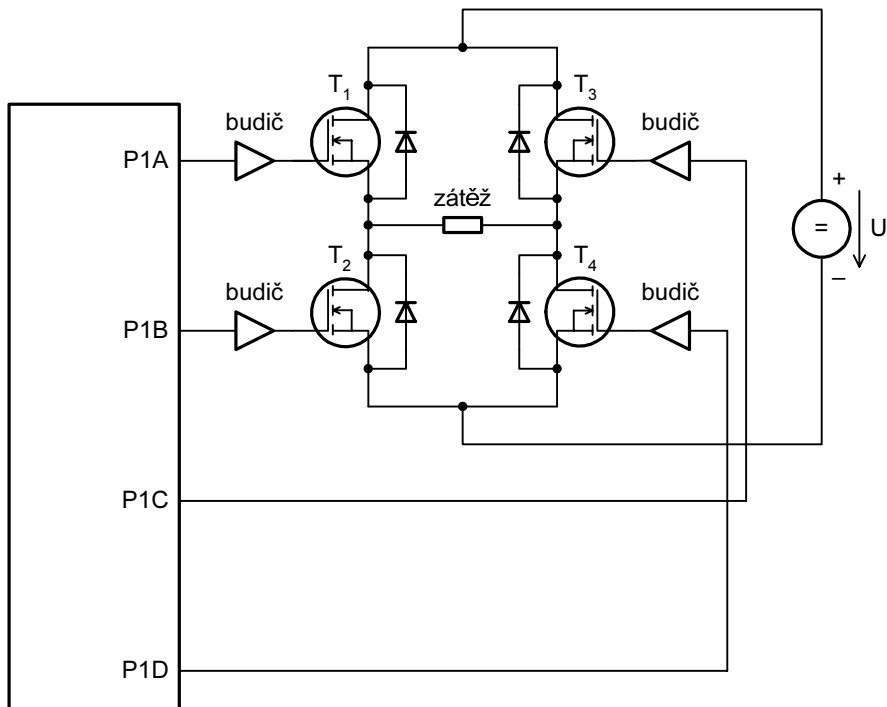 T1
T3
budič
budič
P1A
zátěž
+
=
U
–
T2
T4
budič
budič
P1B
P1C
P1D